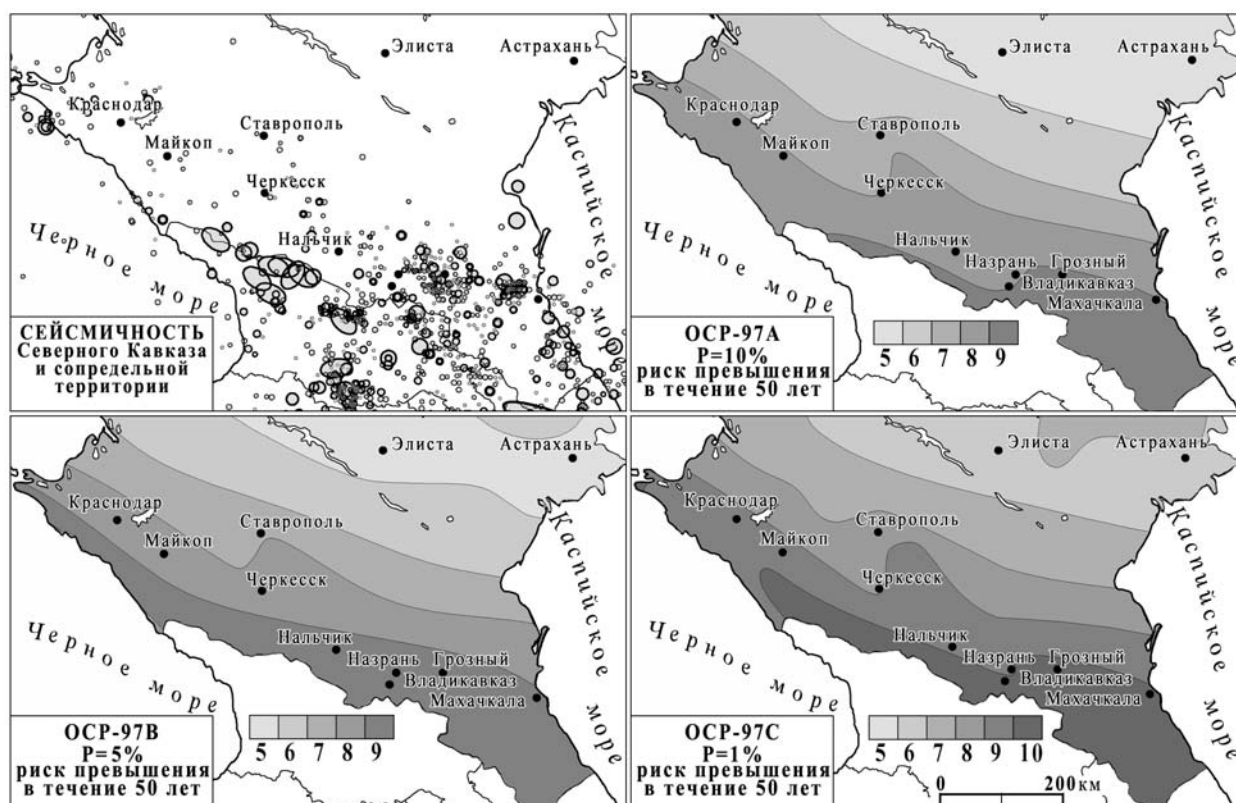 Элиста
Астрахань
Краснодар
Ставрополь
Майкоп
Черкесск
Нальчик
Черное море
Каспийское море
СЕЙСМИЧНОСТЬ
Северного Кавказа
и сопредельной
территории
Элиста
Астрахань
Краснодар
Ставрополь
Майкоп
Черкесск
Нальчик
Назрань
Грозный
Владикавказ
Махачкала
Черное море
Каспийское море
ОСР-97А
P=10%
риск превышения
в течение 50 лет
5 6 7 8 9
Элиста
Астрахань
Краснодар
Ставрополь
Майкоп
Черкесск
Нальчик
Назрань
Грозный
Владикавказ
Махачкала
Черное море
Каспийское море
ОСР-97В
P=5%
риск превышения
в течение 50 лет
5 6 7 8 9
Элиста
Астрахань
Краснодар
Ставрополь
Майкоп
Черкесск
Нальчик
Назрань
Грозный
Владикавказ
Махачкала
Черное море
Каспийское море
ОСР-97С
P=1%
риск превышения
в течение 50 лет
5 6 7 8 9 10
0 200 км